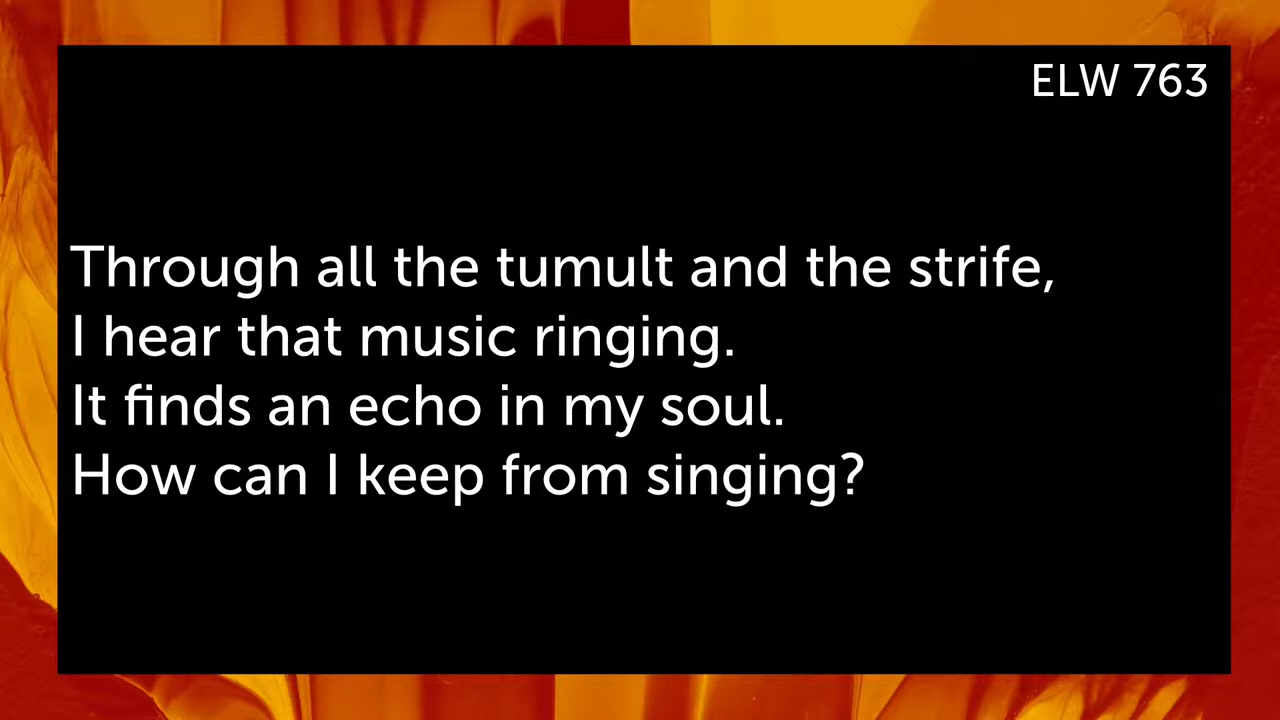 ELW 763
Through all the tumult and the strife,
I hear that music ringing.
It finds an echo in my soul.
How can I keep from singing?